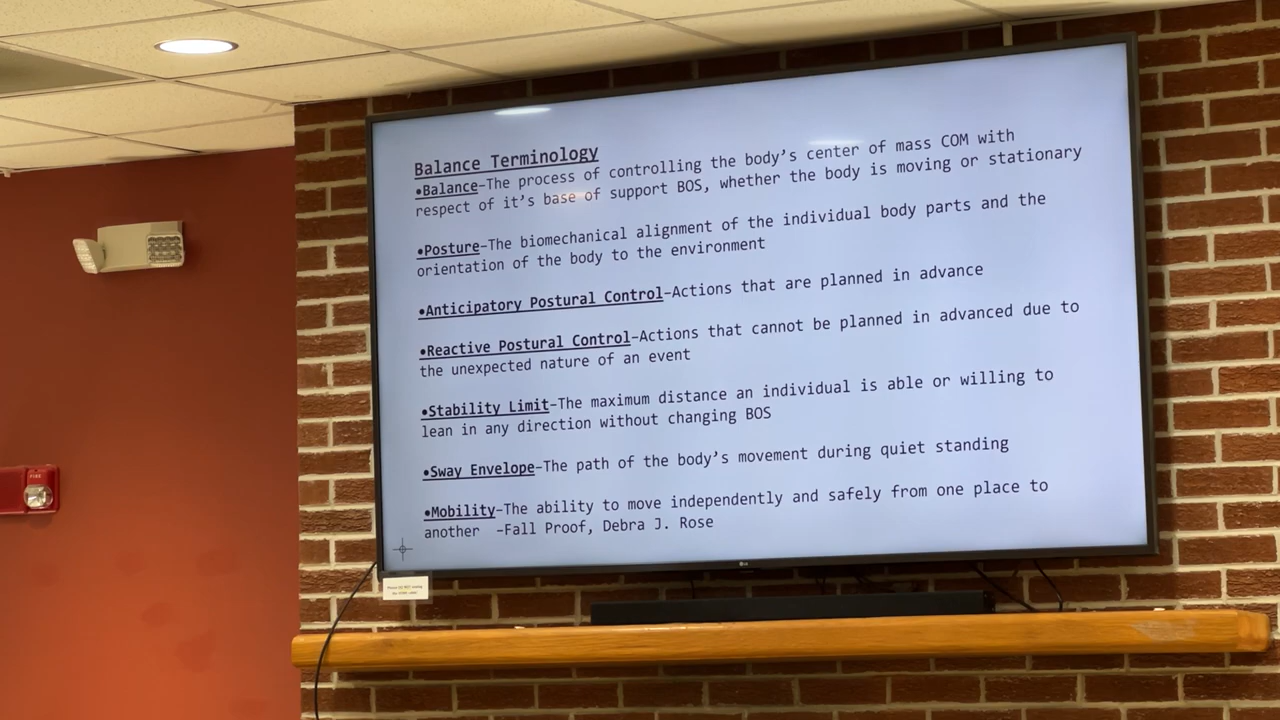 Balance Terminology
•Balance-The process of controlling the body's center of mass COM with
respect of it's base of support BOS, whether the body is moving or stationary
•Posture-The biomechanical alignment of the individual body parts and the
orientation of the body to the environment
•Anticipatory Postural Control-Actions that are planned in advance
•Reactive Postural Control-Actions that cannot be planned in advanced due to
the unexpected nature of an event
•Stability Limit-The maximum distance an individual is able or willing to
lean in any direction without changing BOS
•Sway Envelope-The path of the body's movement during quiet standing
•Mobility-The ability to move independently and safely from one place to
another -Fall Proof, Debra J. Rose
LG
FIRE